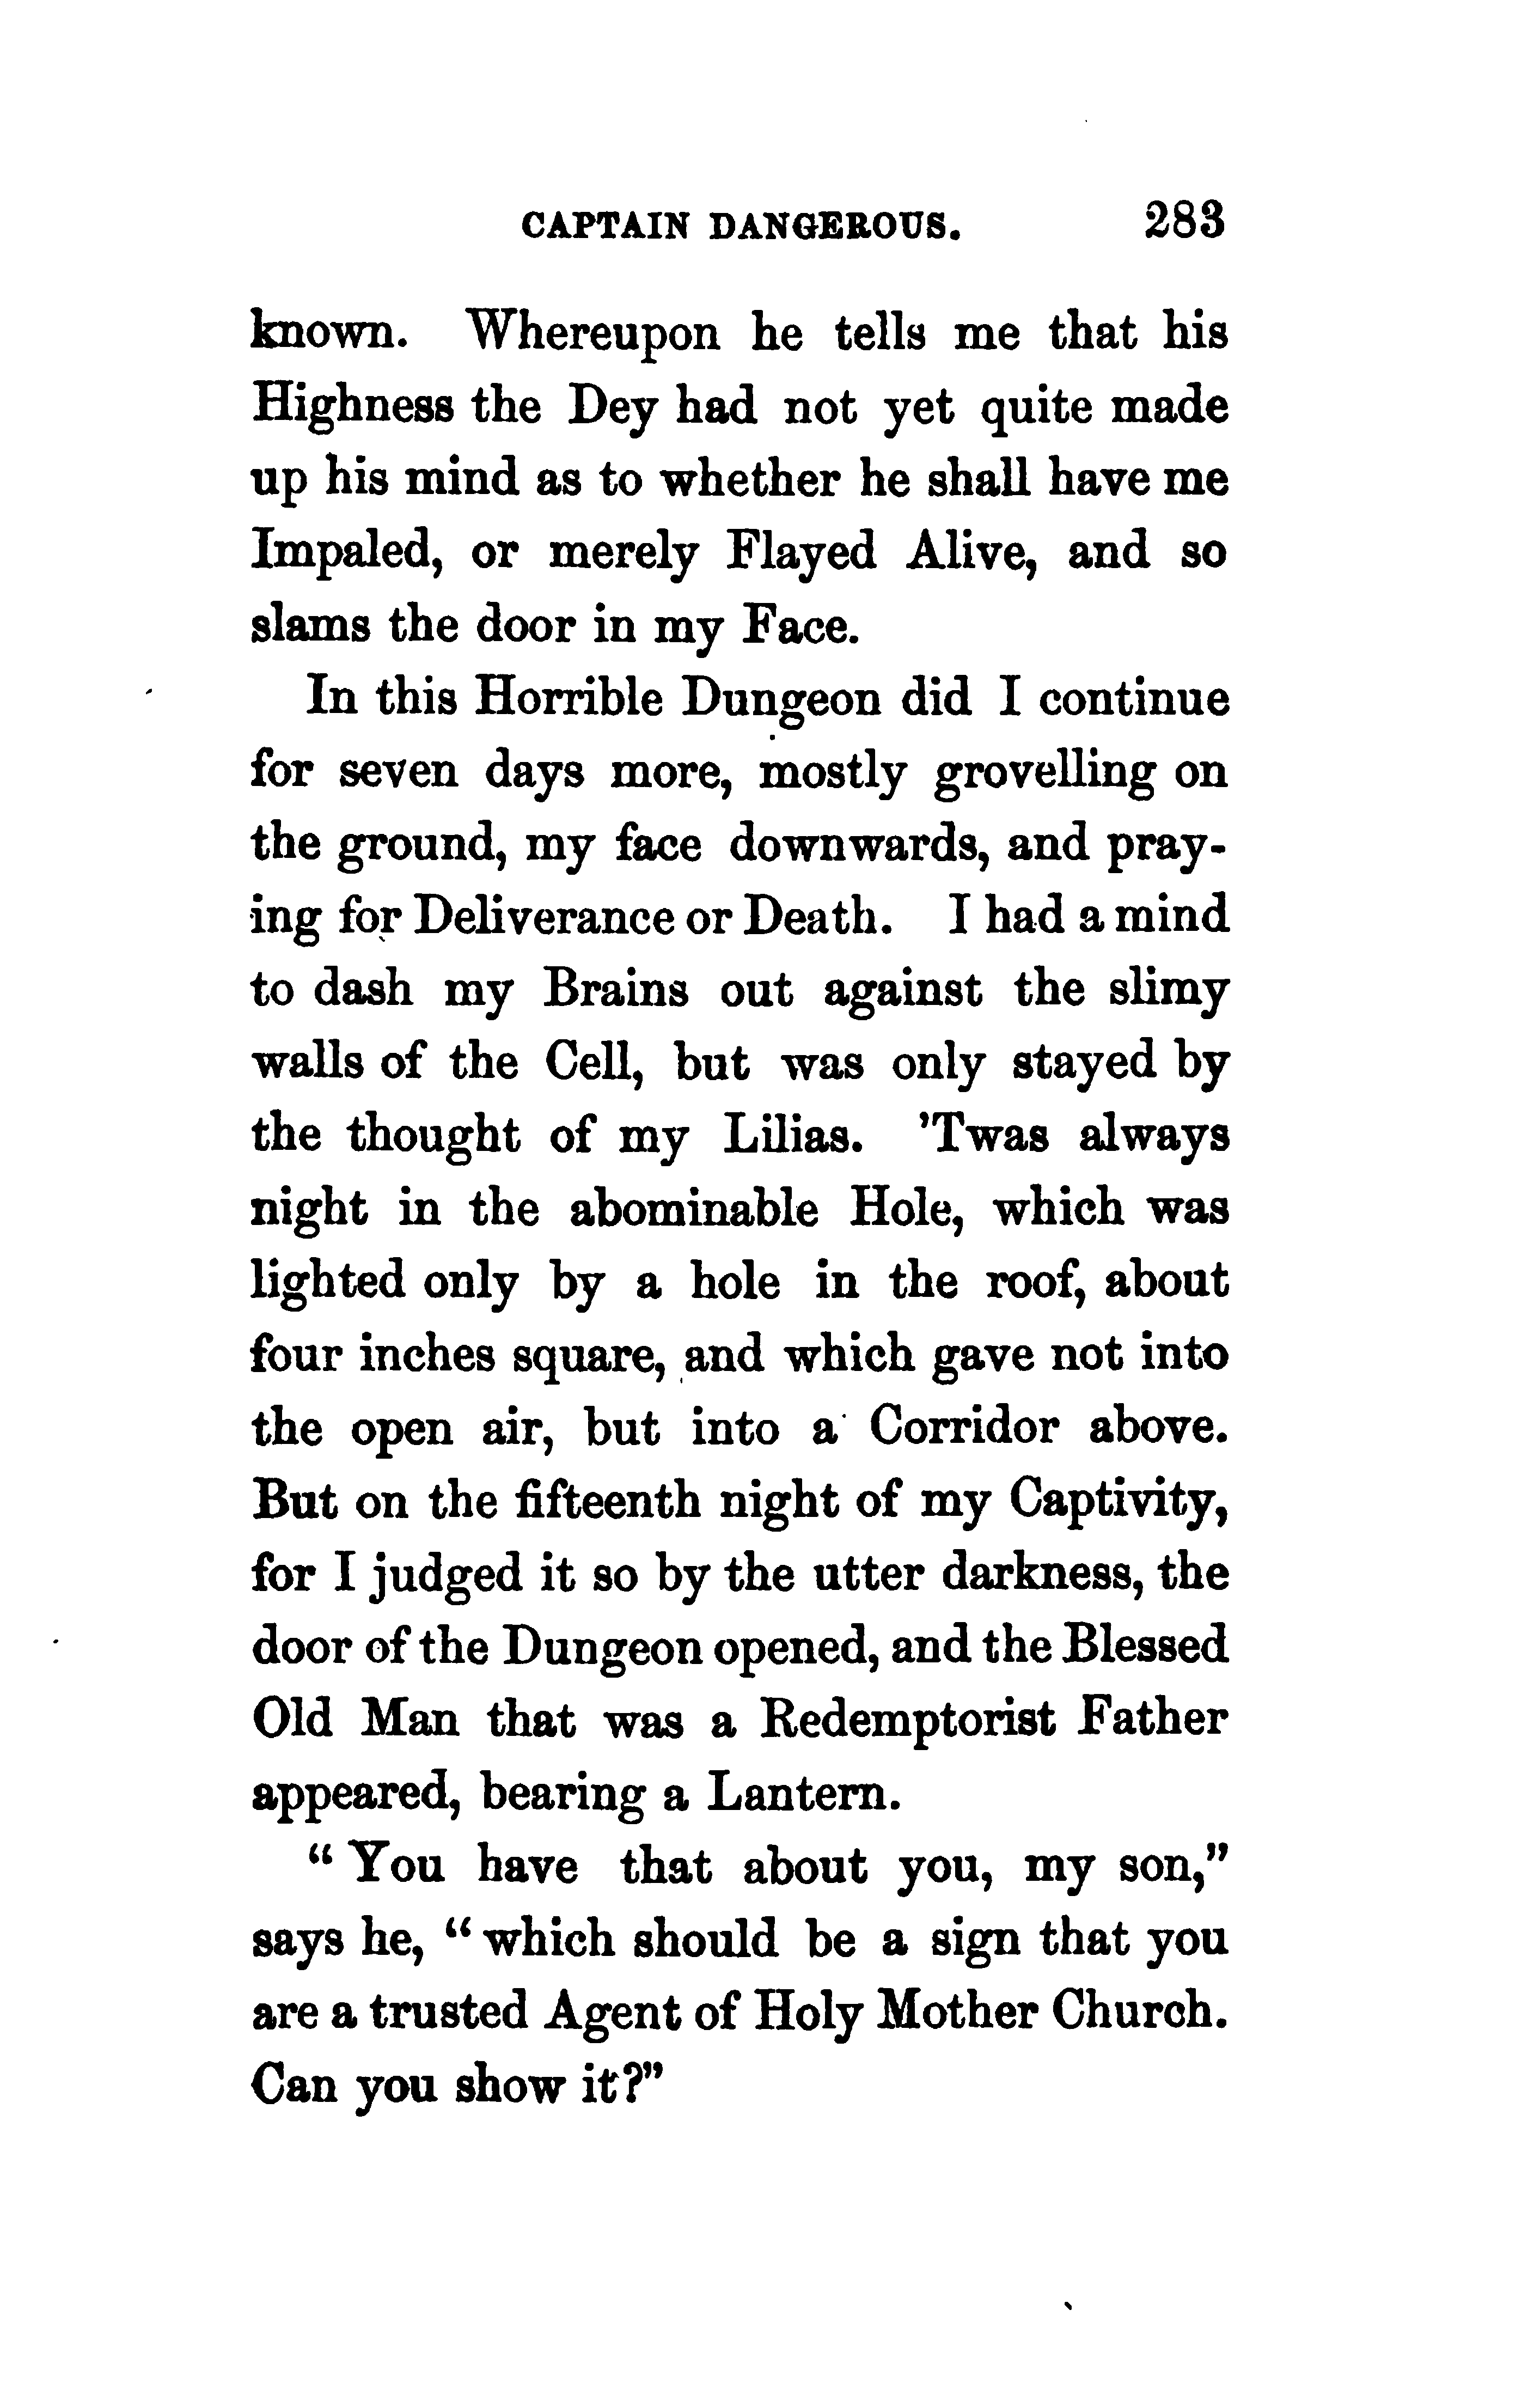 CAPTAIN DANGEROUS. 283
known. Whereupon he tells me that his
Highness the Dey had not yet quite made
up his mind as to whether he shall have me
Impaled, or merely Flayed Alive, and so
slams the door in my Face.
In this Horrible Dungeon did I continue
for seven days more, mostly grovelling on
the ground, my face downwards, and pray-
ing for Deliverance or Death. I had a mind
to dash my Brains out against the slimy
walls of the Cell, but was only stayed by
the thought of my Lilias. 'Twas always
night in the abominable Hole, which was
lighted only by a hole in the roof, about
four inches square, and which gave not into
the open air, but into a Corridor above.
But on the fifteenth night of my Captivity,
for I judged it so by the utter darkness, the
door of the Dungeon opened, and the Blessed
Old Man that was a Redemptorist Father
appeared, bearing a Lantern.
“ You have that about you, my son,”
says he, “ which should be a sign that you
are a trusted Agent of Holy Mother Church.
Can you show it?”